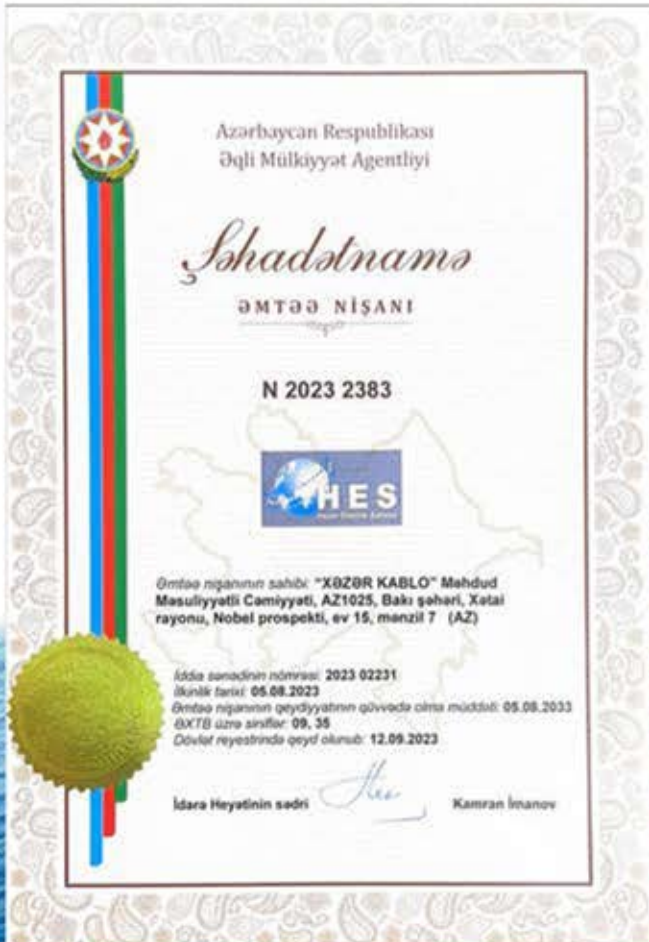 Azərbaycan Respublikası
Əqli Mülkiyyət Agentliyi
Şəhadətnamə
ƏMTƏƏ NİŞANI
N 2023 2383
HES
Əmtəə nişanının sahibi: "XƏZƏR KABLO" Məhdud
Məsuliyyətli Cəmiyyəti, AZ1025, Bakı şəhəri, Xətai
rayonu, Nobel prospekti, ev 15, mənzil 7 (AZ)
İddia sənədinin nömrəsi: 2023 02231
İlkinlik tarixi: 05.08.2023
Əmtəə nişanının qeydiyyatının qüvvədə olma müddəti: 05.08.2033
ƏXTB üzrə siniflər: 09, 35
Dövlət reyestrində qeyd olunub: 12.09.2023
İdarə Heyətinin sədri
Kamran İmanov